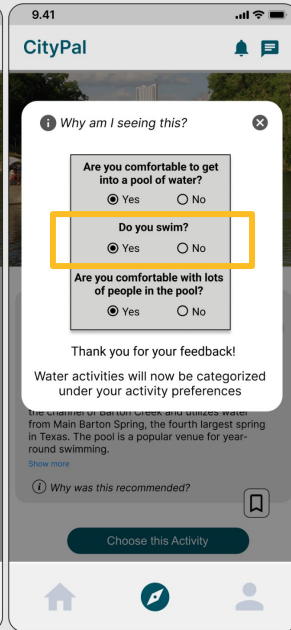 9.41
CityPal
Why am I seeing this?
Are you comfortable to get
into a pool of water?
Yes No
Do you swim?
Yes No
Are you comfortable with lots
of people in the pool?
Yes No
Thank you for your feedback!
Water activities will now be categorized
under your activity preferences
the channel of Barton Creek and utilizes water
from Main Barton Spring, the fourth largest spring
in Texas. The pool is a popular venue for year-
round swimming.
Show more
i Why was this recommended?
Choose this Activity